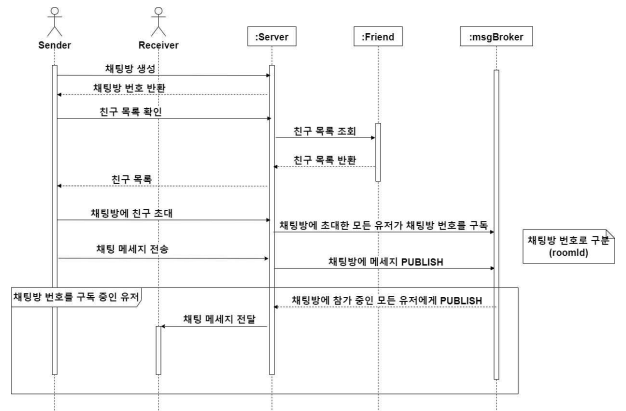 Sender
Receiver
:Server
:Friend
:msgBroker
채팅방 생성
채팅방 번호 반환
친구 목록 확인
친구 목록 조회
친구 목록 반환
친구 목록
채팅방에 친구 초대
채팅방에 초대한 모든 유저가 채팅방 번호를 구독
채팅방 번호로 구분
(roomId)
채팅 메세지 전송
채팅방에 메세지 PUBLISH
채팅방 번호를 구독 중인 유저
채팅방에 참가 중인 모든 유저에게 PUBLISH
채팅 메세지 전달